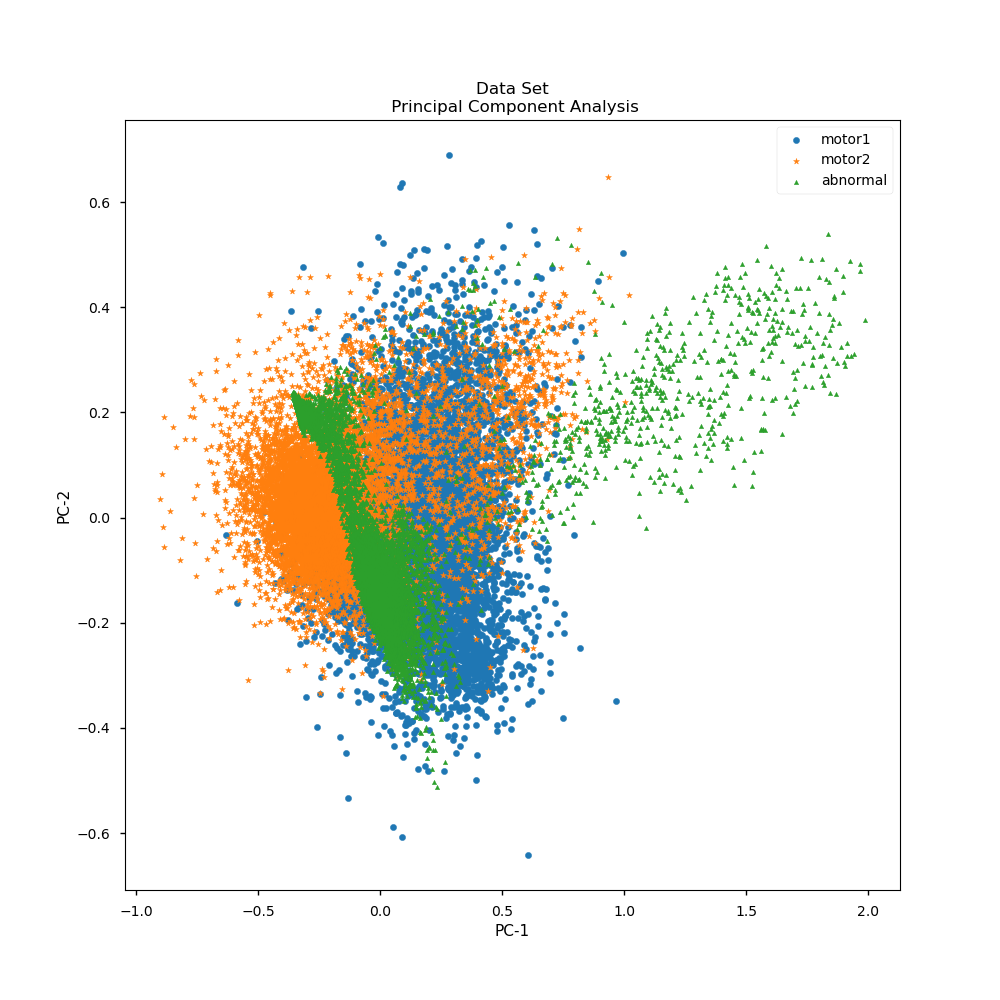 Data Set
Principal Component Analysis
motor1
motor2
abnormal
PC-2
0.6
0.4
0.2
0.0
−0.2
−0.4
−0.6
−1.0
−0.5
0.0
0.5
1.0
1.5
2.0
PC-1